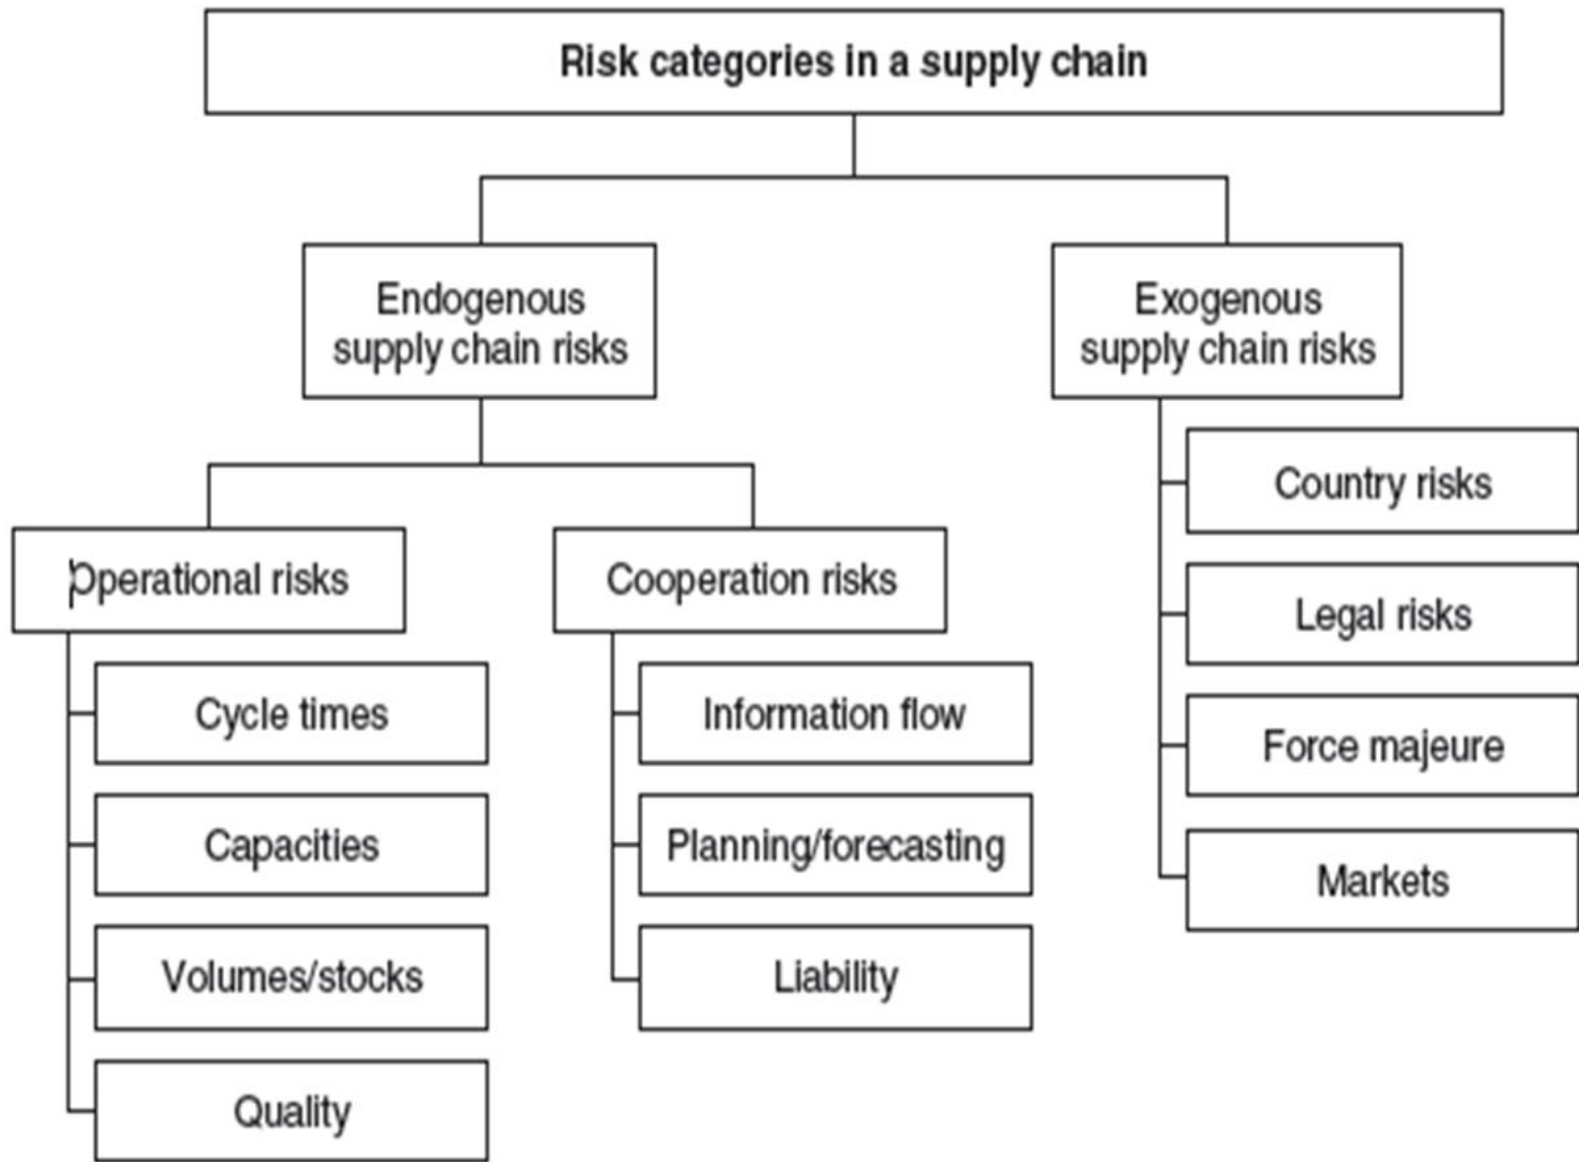 Risk categories in a supply chain
Endogenous
supply chain risks
Exogenous
supply chain risks
Operational risks
Cycle times
Capacities
Volumes/stocks
Quality
Cooperation risks
Information flow
Planning/forecasting
Liability
Country risks
Legal risks
Force majeure
Markets